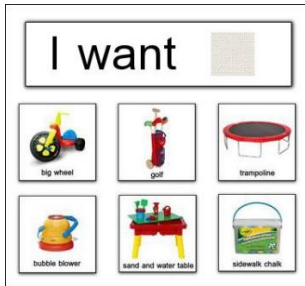 I want
big wheel
golf
trampoline
bubble blower
sand and water table
sidewalk chalk